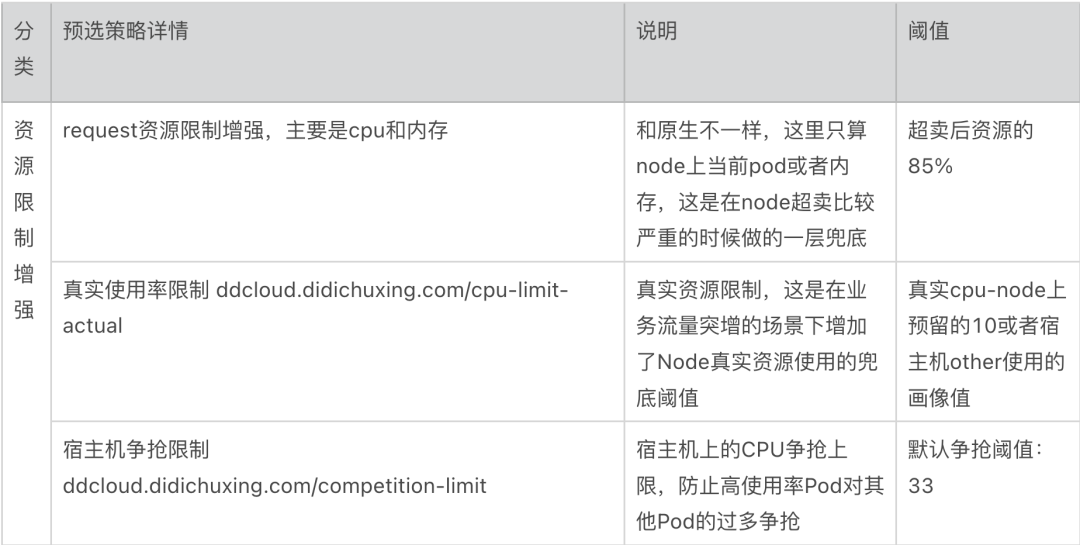 分
类
预选策略详情
说明
阈值
资
源
限
制
增
强
request资源限制增强，主要是cpu和内存
和原生不一样，这里只算
node上当前pod或者内
存，这是在node超卖比较
严重的时候做的一层兜底
超卖后资源的
85%
真实使用率限制 ddcloud.didichuxing.com/cpu-limit-
actual
真实资源限制，这是在业
务流量突增的场景下增加
了Node真实资源使用的兜
底阈值
真实cpu-node上
预留的10或者宿
主机other使用的
画像值
宿主机争抢限制
ddcloud.didichuxing.com/competition-limit
宿主机上的CPU争抢上
限，防止高使用率Pod对其
他Pod的过多争抢
默认争抢阈值：
33